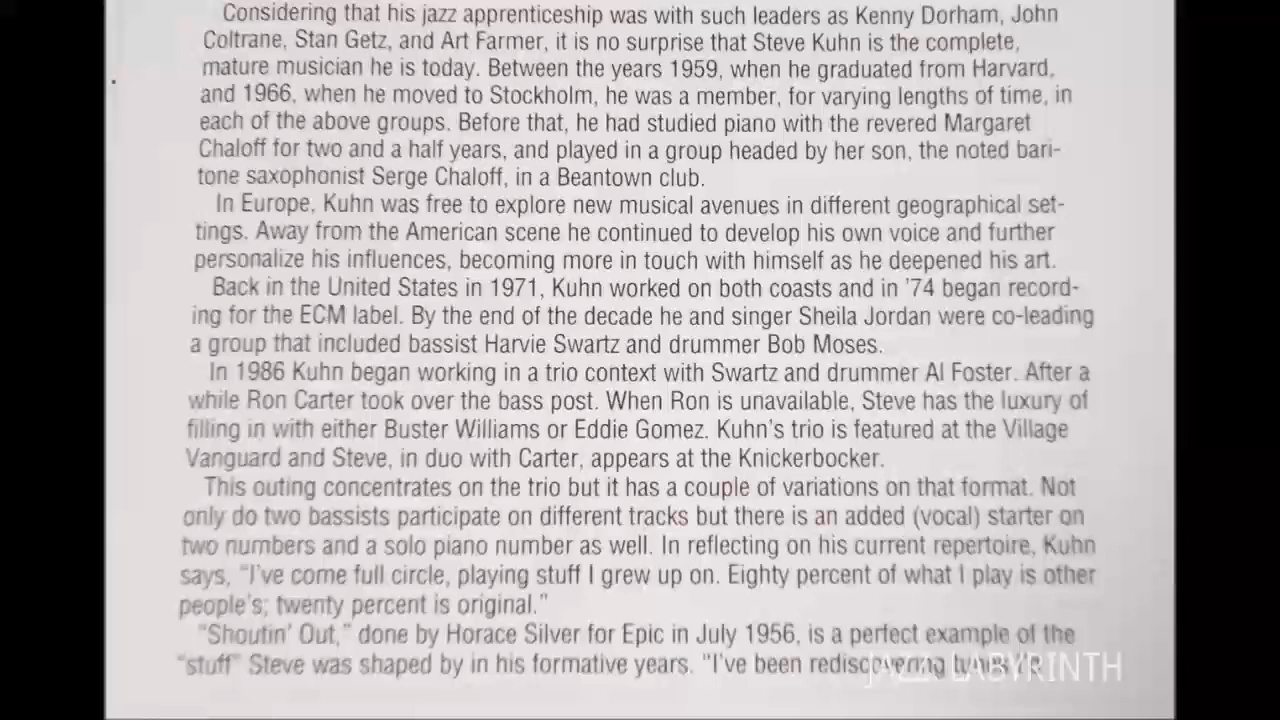 Considering that his jazz apprenticeship was with such leaders as Kenny Dorham, John
Coltrane, Stan Getz, and Art Farmer, it is no surprise that Steve Kuhn is the complete,
mature musician he is today. Between the years 1959, when he graduated from Harvard,
and 1966, when he moved to Stockholm, he was a member, for varying lengths of time, in
each of the above groups. Before that, he had studied piano with the revered Margaret
Chaloff for two and a half years, and played in a group headed by her son, the noted bari-
tone saxophonist Serge Chaloff, in a Beantown club.
In Europe, Kuhn was free to explore new musical avenues in different geographical set-
tings. Away from the American scene he continued to develop his own voice and further
personalize his influences, becoming more in touch with himself as he deepened his art.
Back in the United States in 1971, Kuhn worked on both coasts and in '74 began record-
ing for the ECM label. By the end of the decade he and singer Sheila Jordan were co-leading
a group that included bassist Harvie Swartz and drummer Bob Moses.
In 1986 Kuhn began working in a trio context with Swartz and drummer Al Foster. After a
while Ron Carter took over the bass post. When Ron is unavailable, Steve has the luxury of
filling in with either Buster Williams or Eddie Gomez. Kuhn's trio is featured at the Village
Vanguard and Steve, in duo with Carter, appears at the Knickerbocker.
This outing concentrates on the trio but it has a couple of variations on that format. Not
only do two bassists participate on different tracks but there is an added (vocal) starter on
two numbers and a solo piano number as well. In reflecting on his current repertoire, Kuhn
says, "I've come full circle, playing stuff I grew up on. Eighty percent of what I play is other
people's; twenty percent is original."
"Shoutin' Out," done by Horace Silver for Epic in July 1956, is a perfect example of the
"stuff" Steve was shaped by in his formative years. "I've been rediscovering
JAZZ LABYRINTH